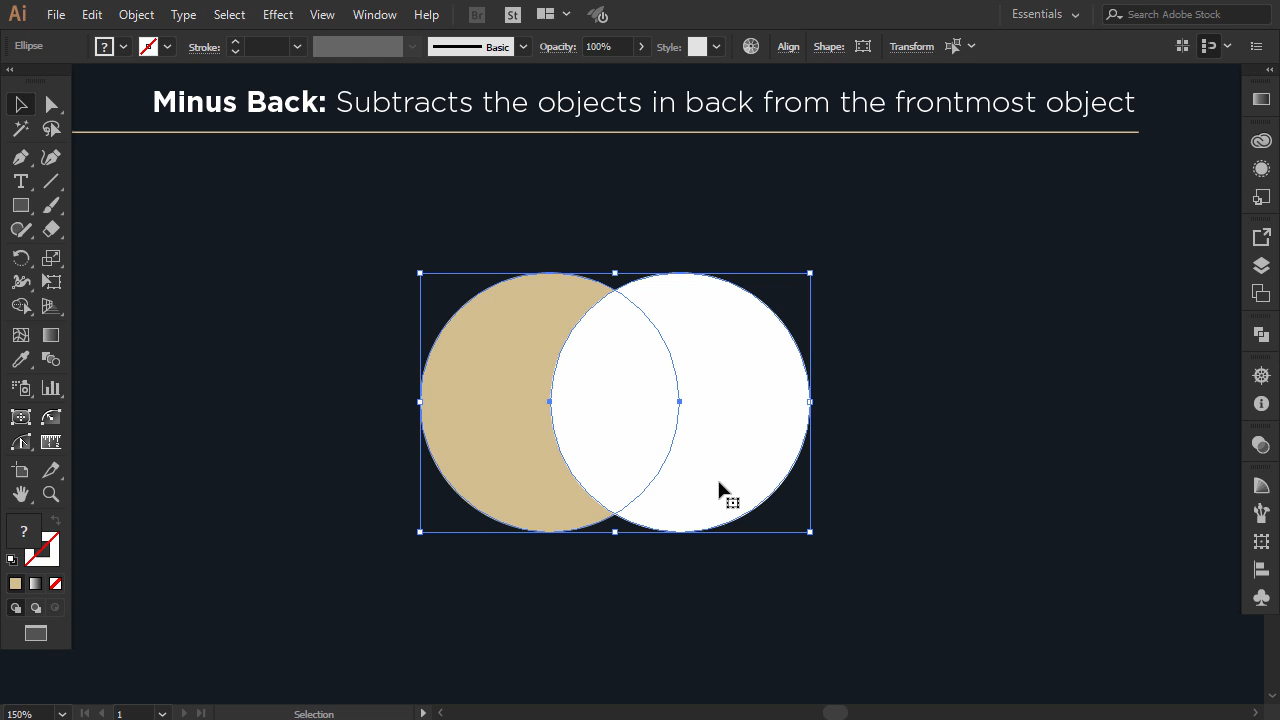 Ai File Edit Object Type Select Effect View Window Help Br St Essentials Search Adobe Stock
Ellipse ? Stroke: Basic Opacity: 100% Style: Align Shape: Transform
Minus Back: Subtracts the objects in back from the frontmost object
T
?
150% 1 Selection